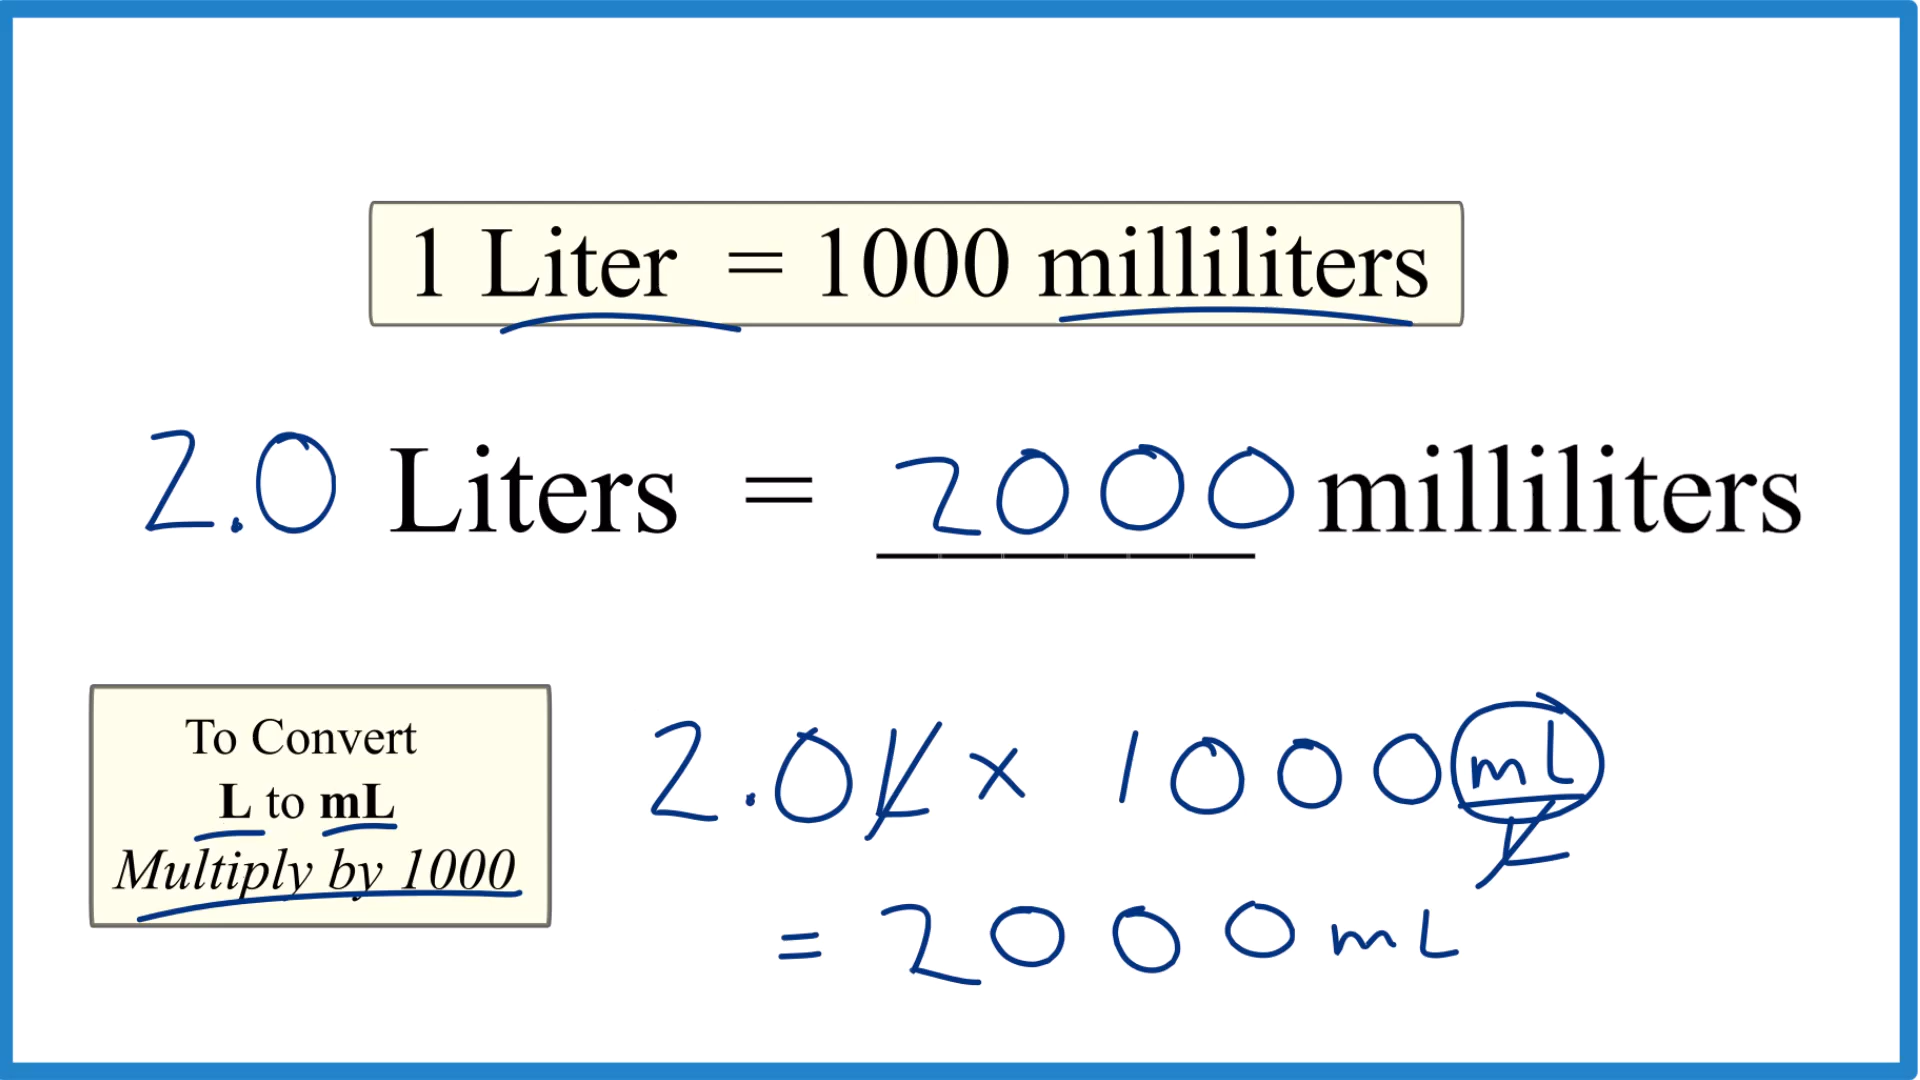 1 Liter = 1000 milliliters
2.0 Liters = 2000 milliliters
To Convert
L to mL
Multiply by 1000
2.0 L x 1000 mL
L
= 2000 mL